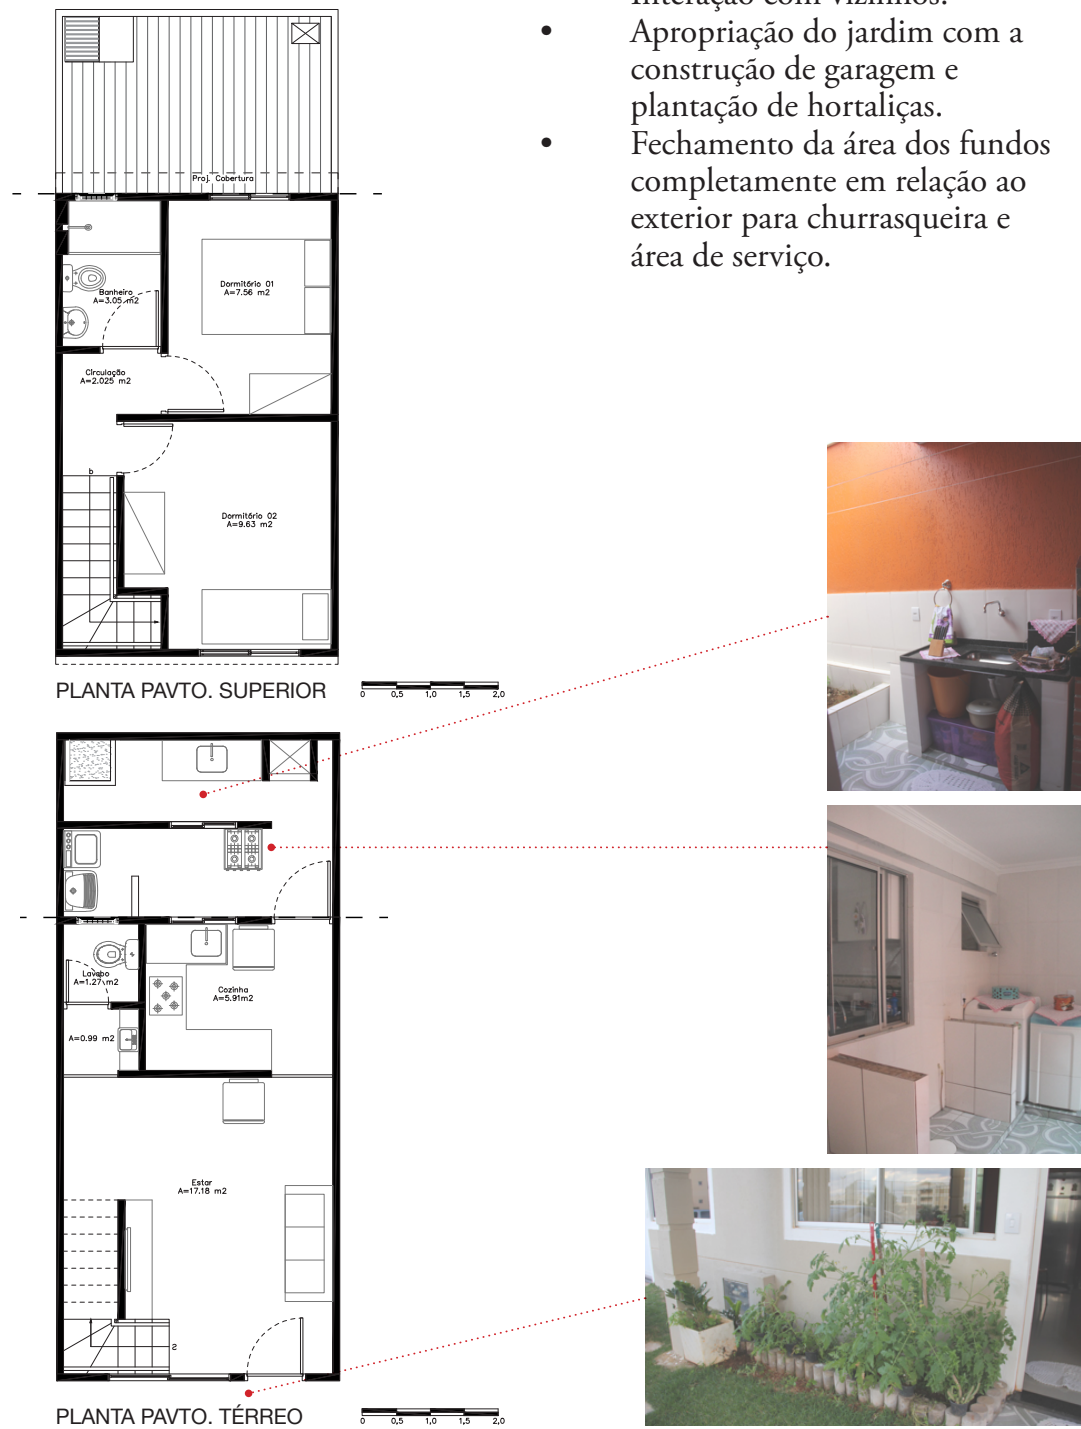 Interação com vizinhos.
• Apropriação do jardim com a
construção de garagem e
plantação de hortaliças.
• Fechamento da área dos fundos
completamente em relação ao
exterior para churrasqueira e
área de serviço.
Proj. Cobertura
Dormitório 01
A=7.56 m2
Banheiro
A=3.05 m2
Circulação
A=2.025 m2
b
Dormitório 02
A=9.63 m2
PLANTA PAVTO. SUPERIOR
0 0,5 1,0 1,5 2,0
Lavabo
A=1.27 m2
Cozinha
A=5.91m2
A=0.99 m2
Estar
A=17.18 m2
2
PLANTA PAVTO. TÉRREO
0 0,5 1,0 1,5 2,0